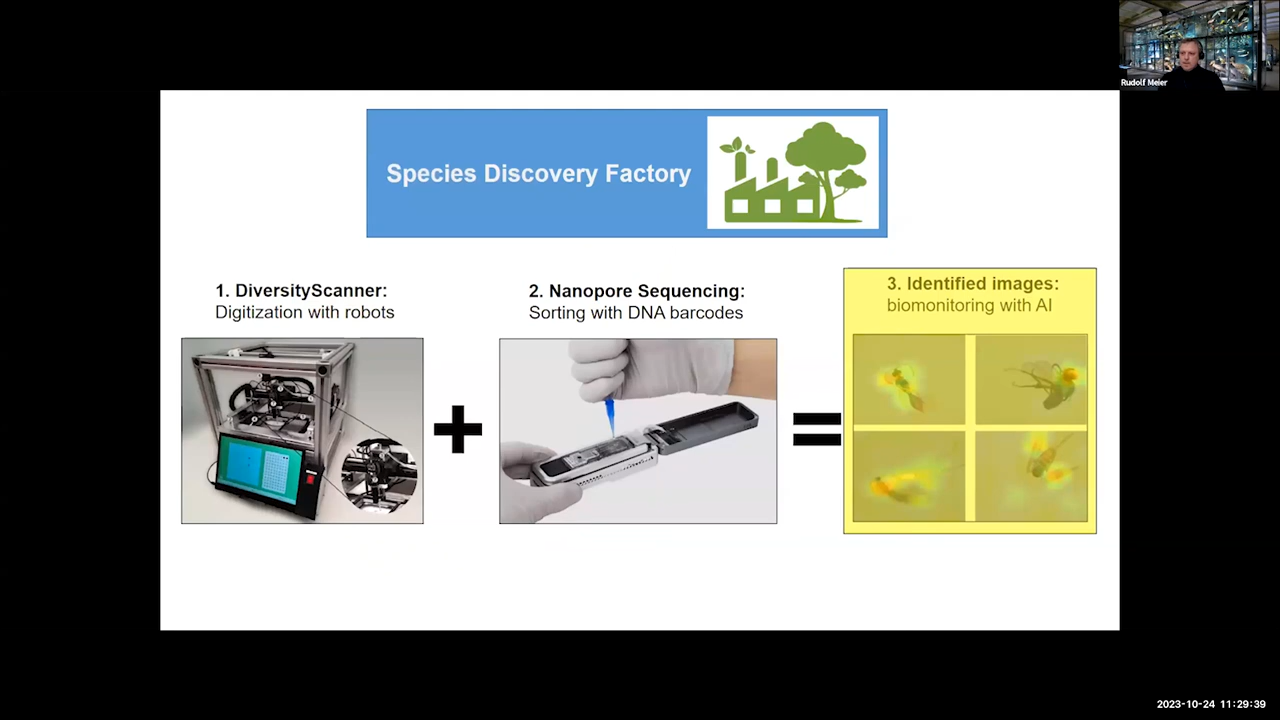 Rudolf Meier
Species Discovery Factory
1. DiversityScanner:
Digitization with robots
2. Nanopore Sequencing:
Sorting with DNA barcodes
3. Identified images:
biomonitoring with AI
2023-10-24 11:29:39